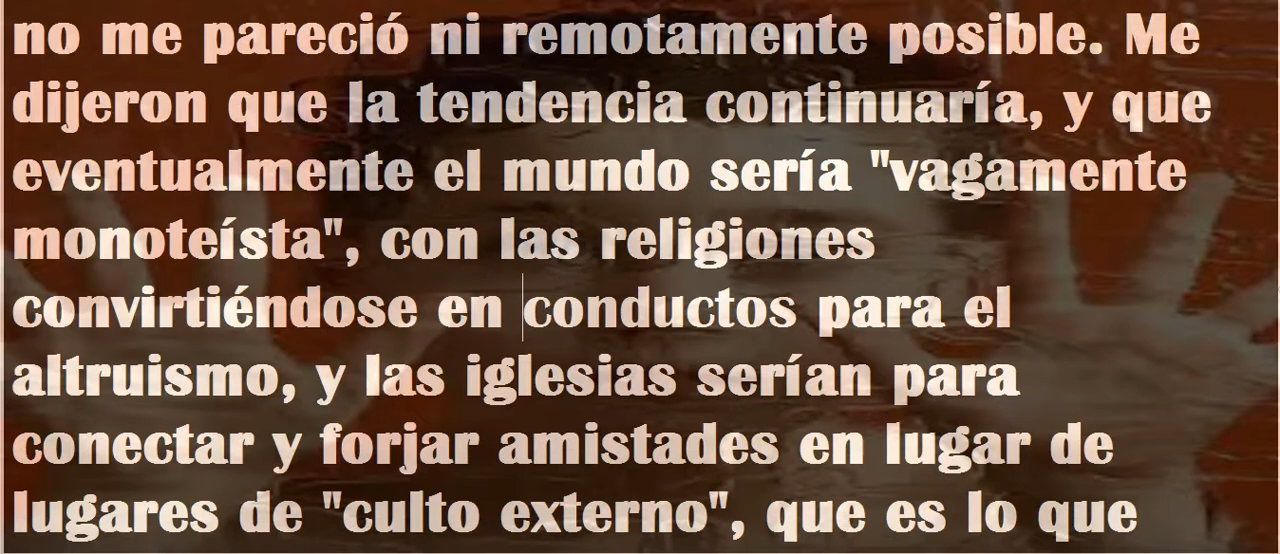 no me pareció ni remotamente posible. Me
dijeron que la tendencia continuaría, y que
eventualmente el mundo sería "vagamente
monoteísta", con las religiones
convirtiéndose en conductos para el
altruismo, y las iglesias serían para
conectar y forjar amistades en lugar de
lugares de "culto externo", que es lo que